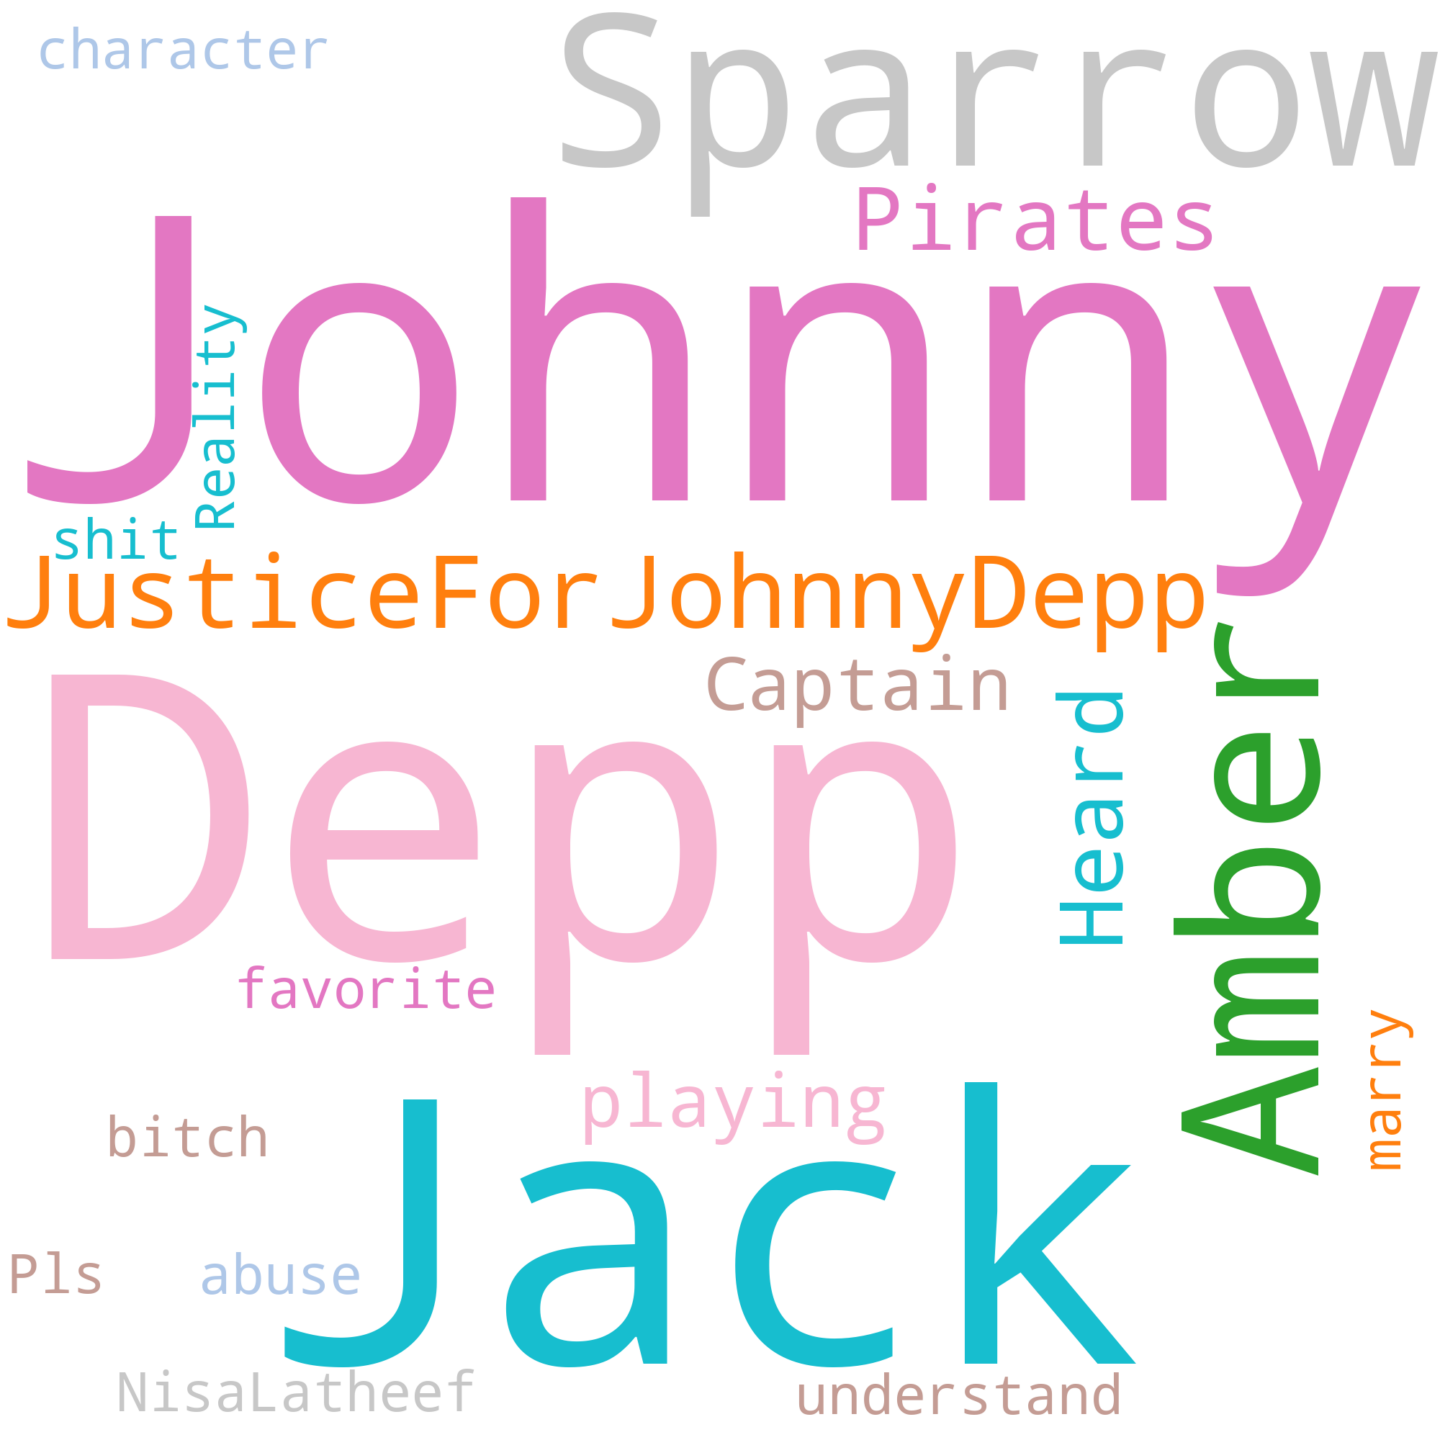 character
Sparrow
Pirates
Johnny
Reality
shit
JusticeForJohnnyDepp
Captain
Depp
Heard
Amber
favorite
marry
playing
bitch
Jack
Pls
abuse
NisaLatheef
understand